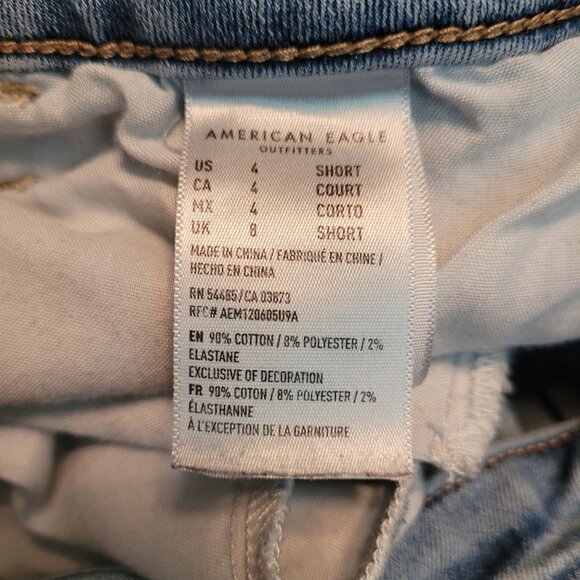 AMERICAN EAGLE
OUTFITTERS
US 4 SHORT
CA 4 COURT
MX 4 CORTO
UK 8 SHORT
MADE IN CHINA / FABRIQUÉ EN CHINE /
HECHO EN CHINA
RN 54485/CA 03873
RFC# AEM120605U9A
EN 90% COTTON / 8% POLYESTER / 2%
ELASTANE
EXCLUSIVE OF DECORATION
FR 90% COTTON / 8% POLYESTER / 2%
ÉLASTHANNE
À L'EXCEPTION DE LA GARNITURE